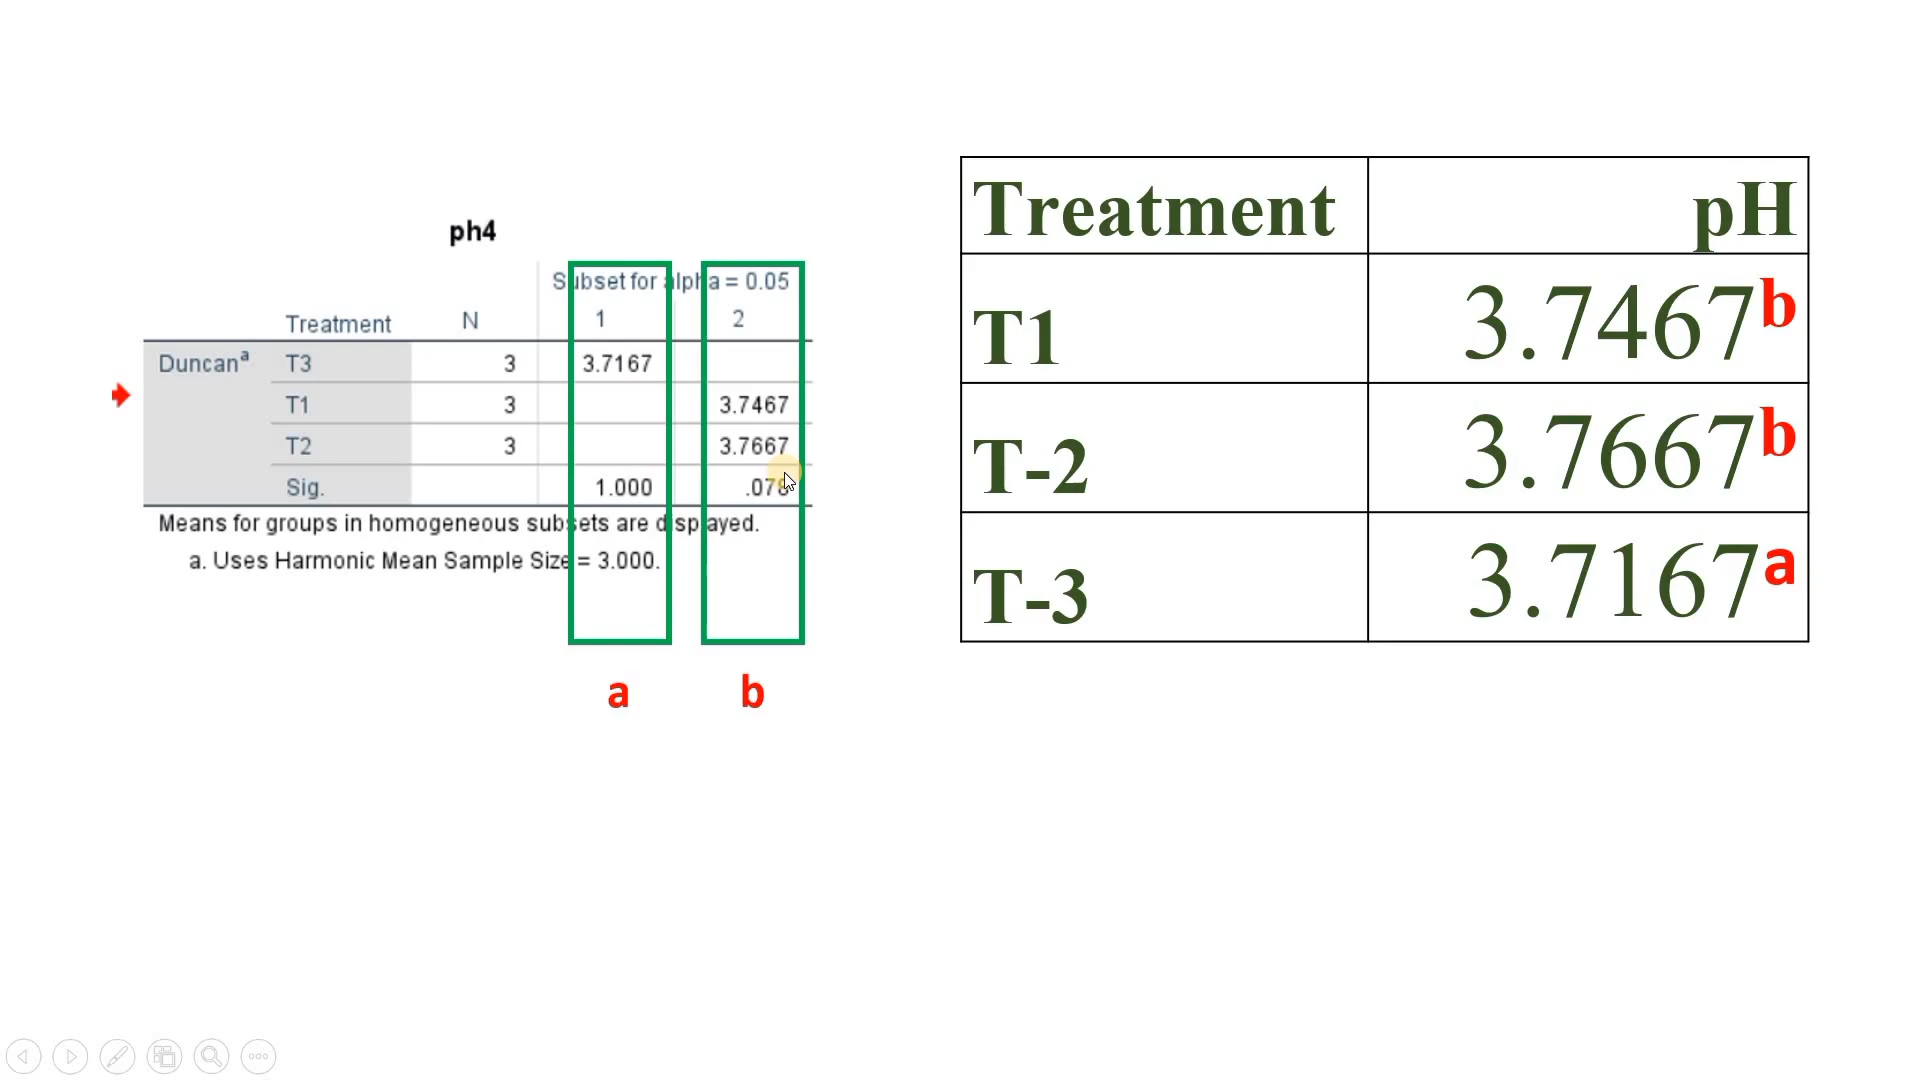 ph4
Subset for alpha = 0.05
Treatment N 1 2
Duncanª T3 3 3.7167
T1 3 3.7467
T2 3 3.7667
Sig. 1.000
Means for groups in homogeneous subsets are displayed.
a. Uses Harmonic Mean Sample Size = 3.000.
a b
Treatment pH
T1 3.7467b
T-2 3.7667b
T-3 3.7167a